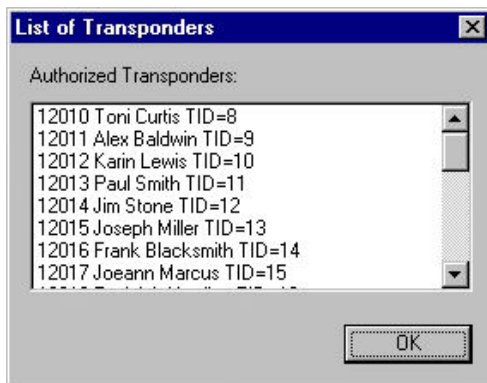 List of Transponders
Authorized Transponders:
12010 Toni Curtis TID=8
12011 Alex Baldwin TID=9
12012 Karin Lewis TID=10
12013 Paul Smith TID=11
12014 Jim Stone TID=12
12015 Joseph Miller TID=13
12016 Frank Blacksmith TID=14
12017 Joeann Marcus TID=15
OK